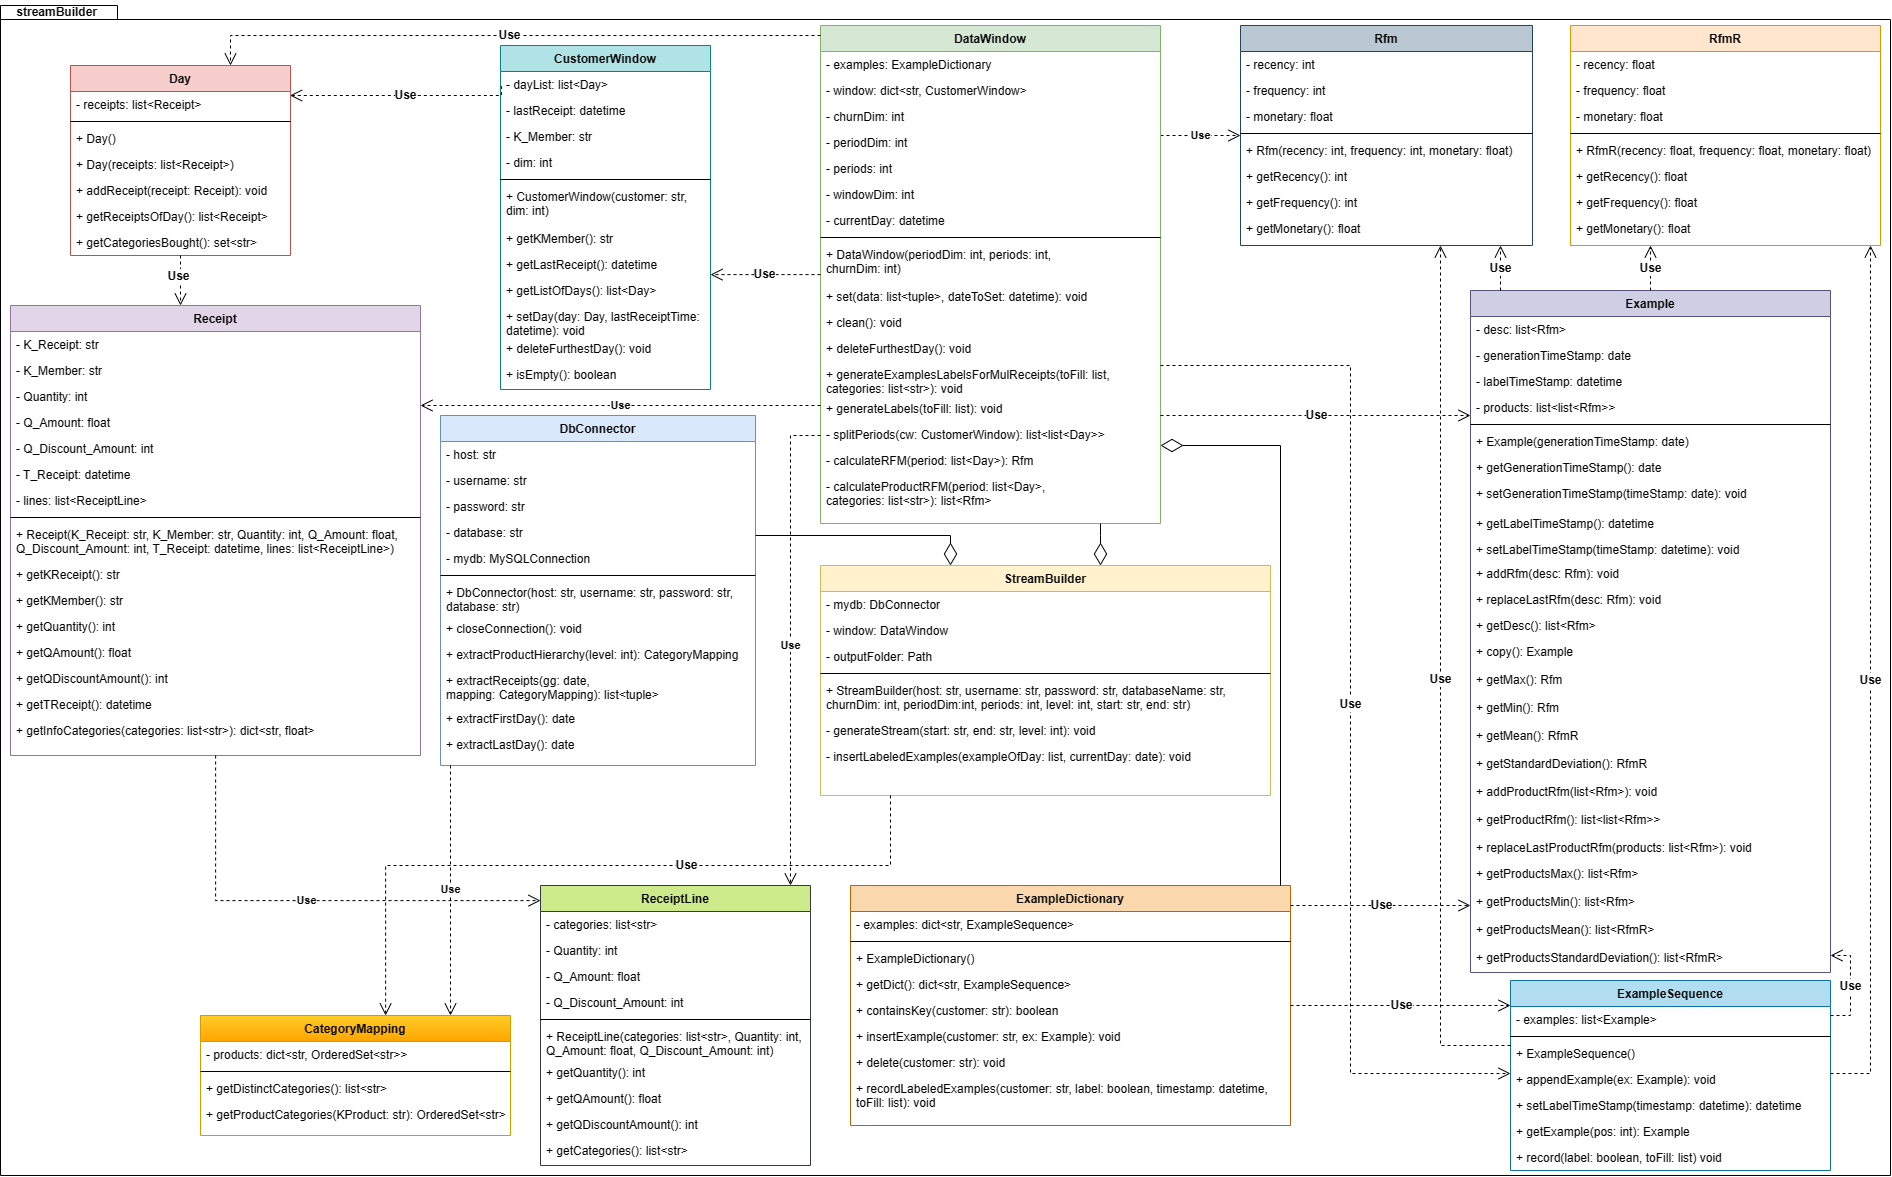 streamBuilder
Use
Day
- receipts: list<Receipt>
+ Day()
+ Day(receipts: list<Receipt>)
+ addReceipt(receipt: Receipt): void
+ getReceiptsOfDay(): list<Receipt>
+ getCategoriesBought(): set<str>
Use
CustomerWindow
- dayList: list<Day>
- lastReceipt: datetime
- K_Member: str
- dim: int
+ CustomerWindow(customer: str,
dim: int)
+ getKMember(): str
+ getLastReceipt(): datetime
+ getListOfDays(): list<Day>
+ setDay(day: Day, lastReceiptTime:
datetime): void
+ deleteFurthestDay(): void
+ isEmpty(): boolean
Use
DataWindow
- examples: ExampleDictionary
- window: dict<str, CustomerWindow>
- churnDim: int
- periodDim: int
- periods: int
- windowDim: int
- currentDay: datetime
+ DataWindow(periodDim: int, periods: int,
churnDim: int)
+ set(data: list<tuple>, dateToSet: datetime): void
+ clean(): void
+ deleteFurthestDay(): void
+ generateExamplesLabelsForMulReceipts(toFill: list,
categories: list<str>): void
+ generateLabels(toFill: list): void
- splitPeriods(cw: CustomerWindow): list<list<Day>>
- calculateRFM(period: list<Day>): Rfm
- calculateProductRFM(period: list<Day>,
categories: list<str>): list<Rfm>
Use
Rfm
- recency: int
- frequency: int
- monetary: float
+ Rfm(recency: int, frequency: int, monetary: float)
+ getRecency(): int
+ getFrequency(): int
+ getMonetary(): float
RfmR
- recency: float
- frequency: float
- monetary: float
+ RfmR(recency: float, frequency: float, monetary: float)
+ getRecency(): float
+ getFrequency(): float
+ getMonetary(): float
Use
Use
Use
Receipt
- K_Receipt: str
- K_Member: str
- Quantity: int
- Q_Amount: float
- Q_Discount_Amount: int
- T_Receipt: datetime
- lines: list<ReceiptLine>
+ Receipt(K_Receipt: str, K_Member: str, Quantity: int, Q_Amount: float,
Q_Discount_Amount: int, T_Receipt: datetime, lines: list<ReceiptLine>)
+ getKReceipt(): str
+ getKMember(): str
+ getQuantity(): int
+ getQAmount(): float
+ getQDiscountAmount(): int
+ getTReceipt(): datetime
+ getInfoCategories(categories: list<str>): dict<str, float>
Use
DbConnector
- host: str
- username: str
- password: str
- database: str
- mydb: MySQLConnection
+ DbConnector(host: str, username: str, password: str,
database: str)
+ closeConnection(): void
+ extractProductHierarchy(level: int): CategoryMapping
+ extractReceipts(gg: date,
mapping: CategoryMapping): list<tuple>
+ extractFirstDay(): date
+ extractLastDay(): date
Use
Use
StreamBuilder
- mydb: DbConnector
- window: DataWindow
- outputFolder: Path
+ StreamBuilder(host: str, username: str, password: str, databaseName: str,
churnDim: int, periodDim:int, periods: int, level: int, start: str, end: str)
- generateStream(start: str, end: str, level: int): void
- insertLabeledExamples(exampleOfDay: list, currentDay: date): void
Use
Use
Use
Example
- desc: list<Rfm>
- generationTimeStamp: date
- labelTimeStamp: datetime
- products: list<list<Rfm>>
+ Example(generationTimeStamp: date)
+ getGenerationTimeStamp(): date
+ setGenerationTimeStamp(timeStamp: date): void
+ getLabelTimeStamp(): datetime
+ setLabelTimeStamp(timeStamp: datetime): void
+ addRfm(desc: Rfm): void
+ replaceLastRfm(desc: Rfm): void
+ getDesc(): list<Rfm>
+ copy(): Example
+ getMax(): Rfm
+ getMin(): Rfm
+ getMean(): RfmR
+ getStandardDeviation(): RfmR
+ addProductRfm(list<Rfm>): void
+ getProductRfm(): list<list<Rfm>>
+ replaceLastProductRfm(products: list<Rfm>): void
+ getProductsMax(): list<Rfm>
+ getProductsMin(): list<Rfm>
+ getProductsMean(): list<RfmR>
+ getProductsStandardDeviation(): list<RfmR>
Use
Use
Use
Use
CategoryMapping
- products: dict<str, OrderedSet<str>>
+ getDistinctCategories(): list<str>
+ getProductCategories(KProduct: str): OrderedSet<str>
ReceiptLine
- categories: list<str>
- Quantity: int
- Q_Amount: float
- Q_Discount_Amount: int
+ ReceiptLine(categories: list<str>, Quantity: int,
Q_Amount: float, Q_Discount_Amount: int)
+ getQuantity(): int
+ getQAmount(): float
+ getQDiscountAmount(): int
+ getCategories(): list<str>
ExampleDictionary
- examples: dict<str, ExampleSequence>
+ ExampleDictionary()
+ getDict(): dict<str, ExampleSequence>
+ containsKey(customer: str): boolean
+ insertExample(customer: str, ex: Example): void
+ delete(customer: str): void
+ recordLabeledExamples(customer: str, label: boolean, timestamp: datetime,
toFill: list): void
Use
Use
ExampleSequence
- examples: list<Example>
+ ExampleSequence()
+ appendExample(ex: Example): void
+ setLabelTimeStamp(timestamp: datetime): datetime
+ getExample(pos: int): Example
+ record(label: boolean, toFill: list) void